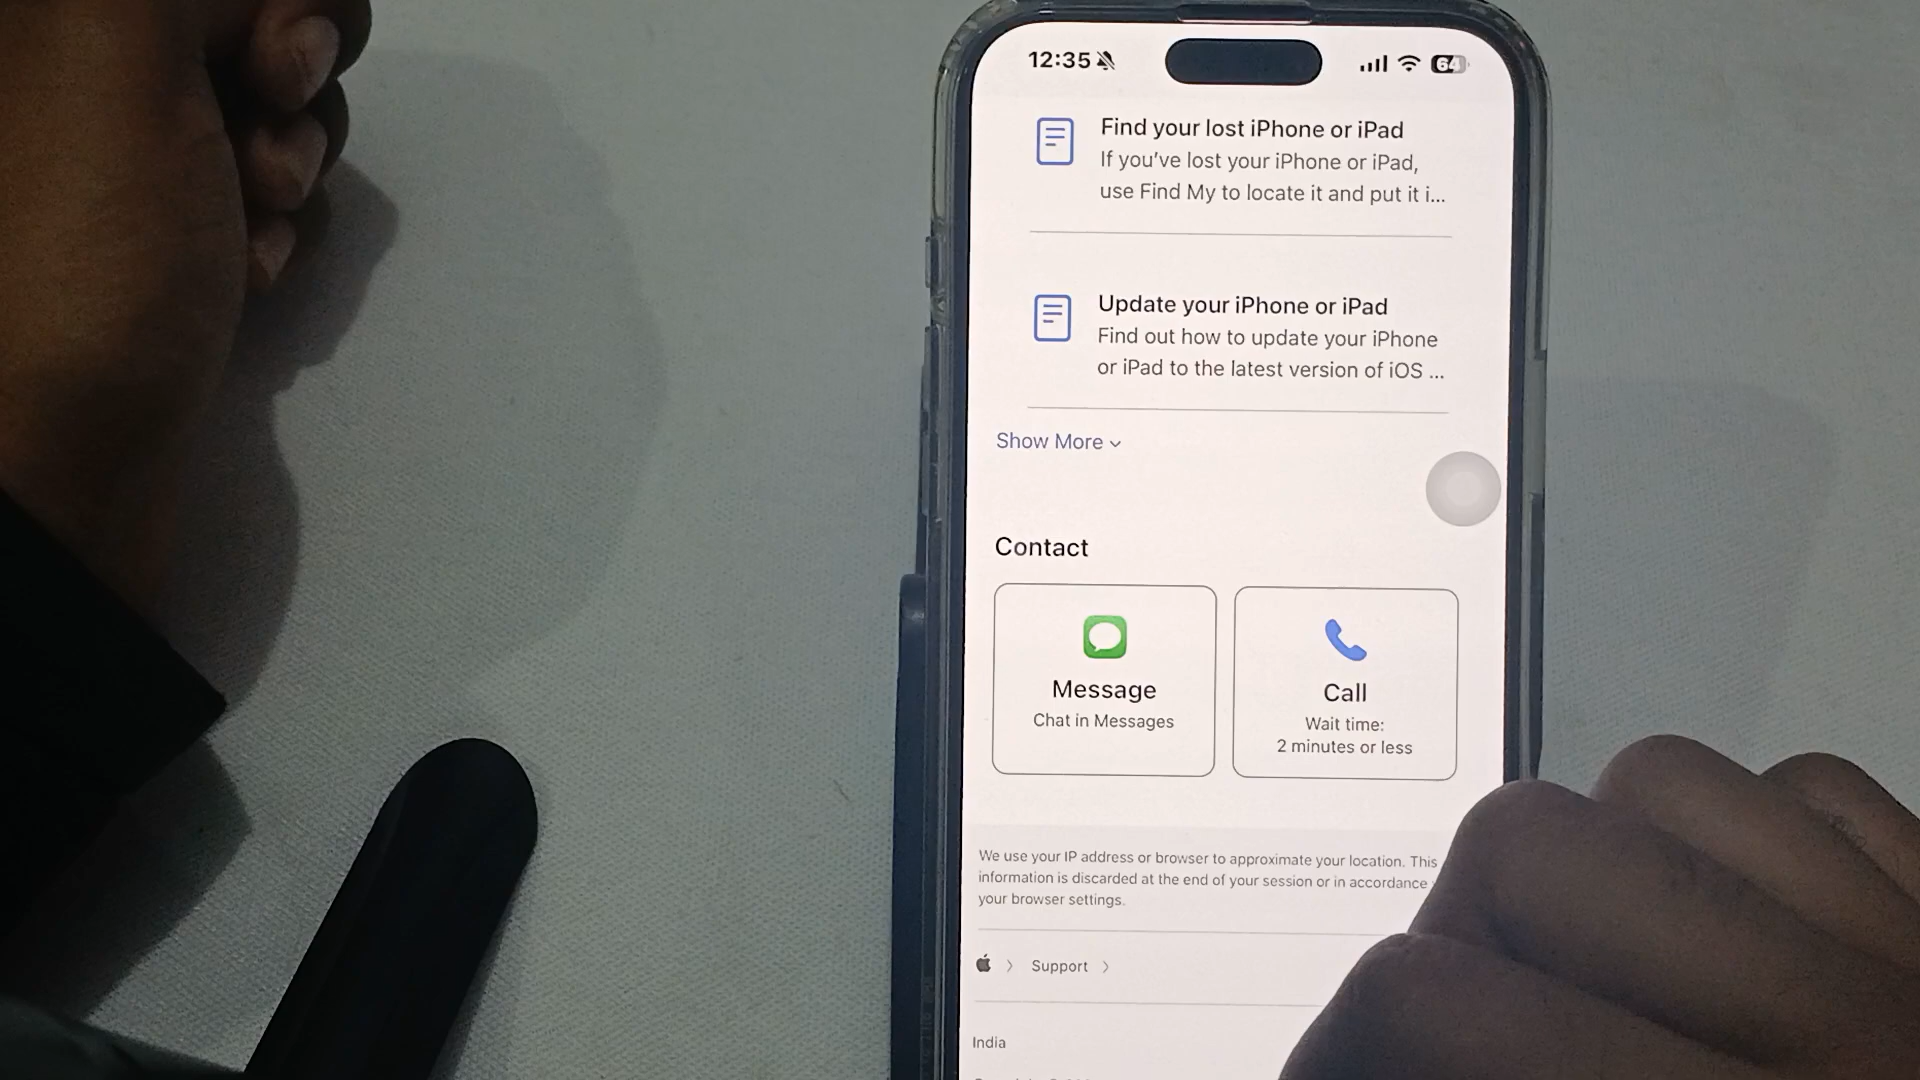 12:35
64
Find your lost iPhone or iPad
If you've lost your iPhone or iPad,
use Find My to locate it and put it i...
Update your iPhone or iPad
Find out how to update your iPhone
or iPad to the latest version of iOS ...
Show More
Contact
Message
Chat in Messages
Call
Wait time:
2 minutes or less
We use your IP address or browser to approximate your location. This
information is discarded at the end of your session or in accordance
your browser settings.
Support
India